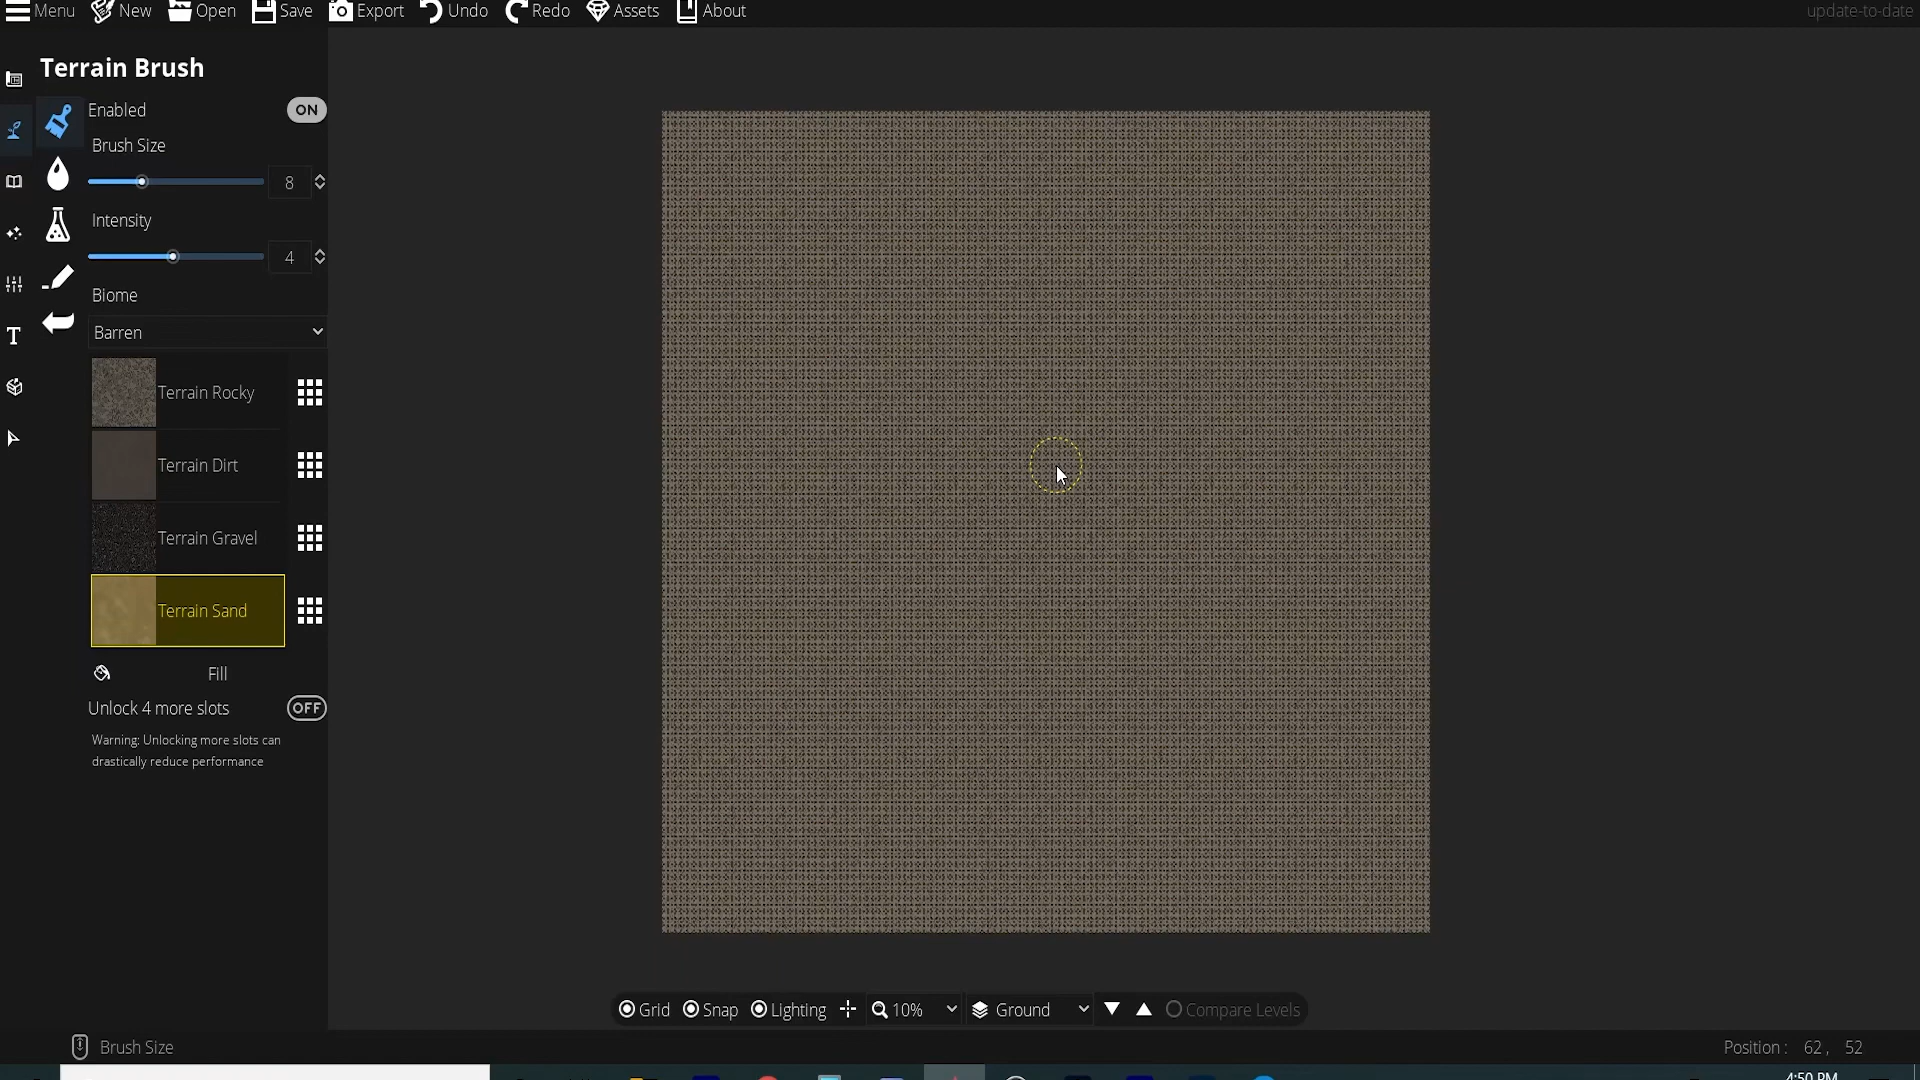 Menu New Open Save Export Undo Redo Assets About update-to-date
Terrain Brush
Enabled ON
Brush Size
8
Intensity
4
Biome
Barren
Terrain Rocky
Terrain Dirt
Terrain Gravel
Terrain Sand
Fill
Unlock 4 more slots OFF
Warning: Unlocking more slots can
drastically reduce performance
T
Grid Snap Lighting 10% Ground Compare Levels
Brush Size Position : 62 , 52
4:50 PM